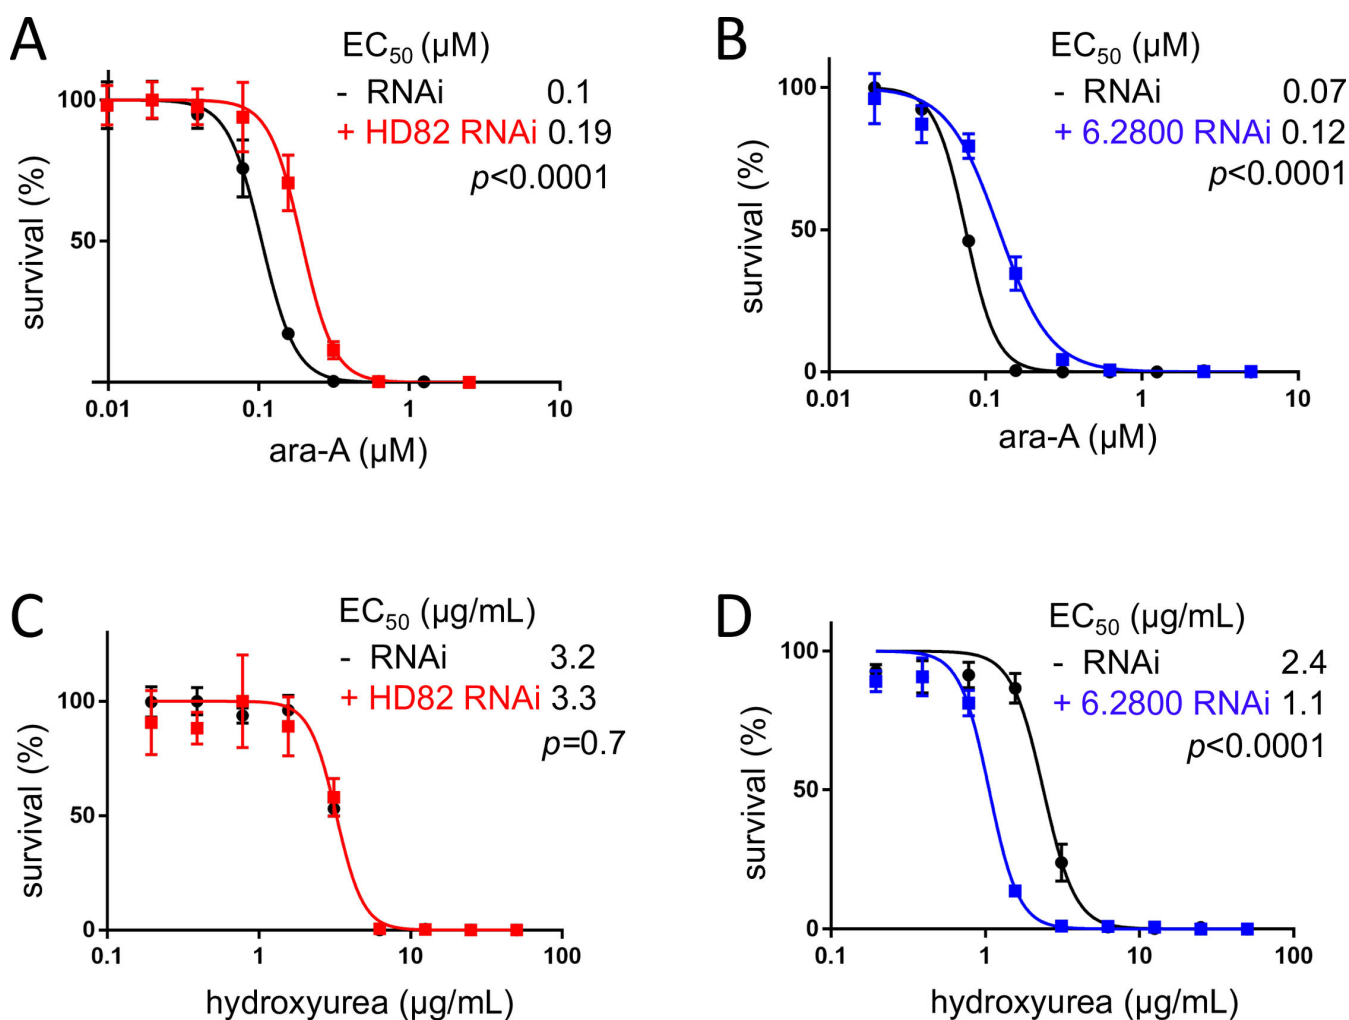 A
EC50 (µM)
- RNAi 0.1
+ HD82 RNAi 0.19
p<0.0001
survival (%)
100
50
0.01 0.1 1 10
ara-A (µM)
B
EC50 (µM)
- RNAi 0.07
+ 6.2800 RNAi 0.12
p<0.0001
survival (%)
100
50
0
0.01 0.1 1 10
ara-A (µM)
C
EC50 (µg/mL)
- RNAi 3.2
+ HD82 RNAi 3.3
p=0.7
survival (%)
100
50
0
0.1 1 10 100
hydroxyurea (µg/mL)
D
EC50 (µg/mL)
- RNAi 2.4
+ 6.2800 RNAi 1.1
p<0.0001
survival (%)
100
50
0
0.1 1 10 100
hydroxyurea (µg/mL)